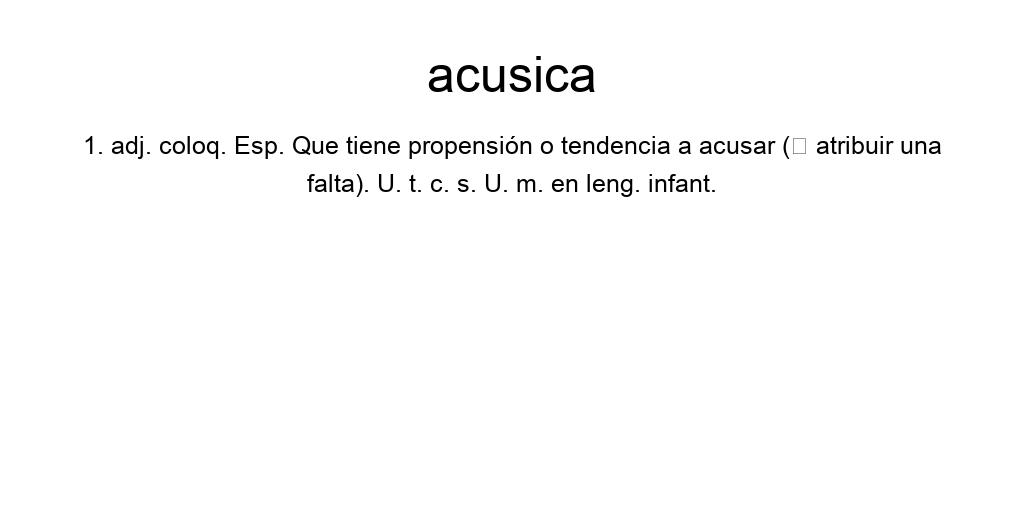 acusica
1. adj. coloq. Esp. Que tiene propensión o tendencia a acusar (□ atribuir una
falta). U. t. c. s. U. m. en leng. infant.